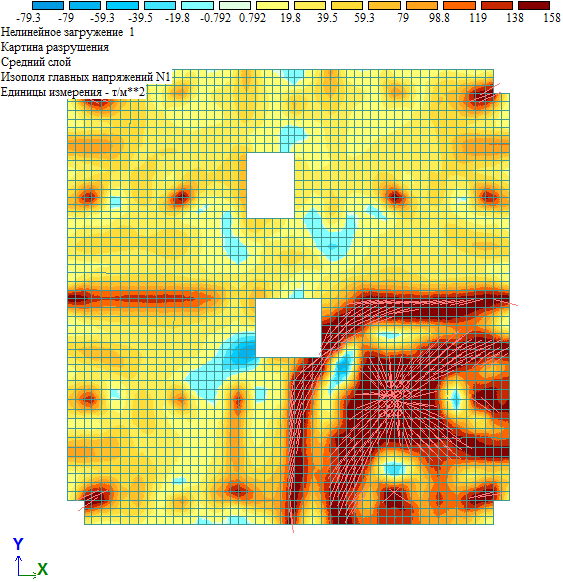 -79.3 -79 -59.3 -39.5 -19.8 -0.792 0.792 19.8 39.5 59.3 79 98.8 119 138 158
Нелинейное загружение 1
Картина разрушения
Средний слой
Изополя главных напряжений N1
Единицы измерения - т/м**2
Y
X